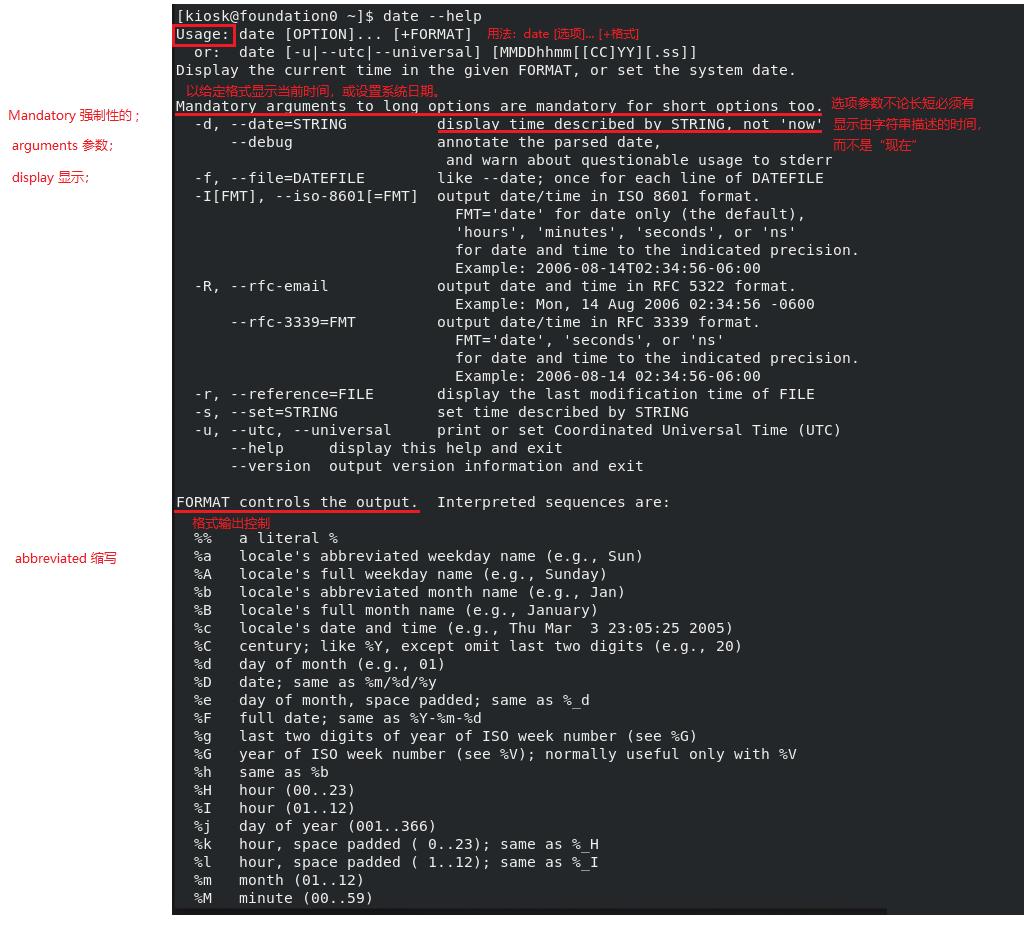 [kiosk@foundation0 ~]$ date --help
Usage: date [OPTION]... [+FORMAT] 用法：date [选项]... [+格式]
or: date [-u|--utc|--universal] [MMDDhhmm[[CC]YY][.ss]]
Display the current time in the given FORMAT, or set the system date.
以给定格式显示当前时间，或设置系统日期。
Mandatory arguments to long options are mandatory for short options too. 选项参数不论长短必须有
Mandatory 强制性的；
-d, --date=STRING display time described by STRING, not 'now' 显示由字符串描述的时间，
--debug annotate the parsed date, 而不是“现在”
arguments 参数；
and warn about questionable usage to stderr
-f, --file=DATEFILE like --date; once for each line of DATEFILE
display 显示；
-I[FMT], --iso-8601[=FMT] output date/time in ISO 8601 format.
FMT='date' for date only (the default),
'hours', 'minutes', 'seconds', or 'ns'
for date and time to the indicated precision.
Example: 2006-08-14T02:34:56-06:00
-R, --rfc-email output date and time in RFC 5322 format.
Example: Mon, 14 Aug 2006 02:34:56 -0600
--rfc-3339=FMT output date/time in RFC 3339 format.
FMT='date', 'seconds', or 'ns'
for date and time to the indicated precision.
Example: 2006-08-14 02:34:56-06:00
-r, --reference=FILE display the last modification time of FILE
-s, --set=STRING set time described by STRING
-u, --utc, --universal print or set Coordinated Universal Time (UTC)
--help display this help and exit
--version output version information and exit
FORMAT controls the output. Interpreted sequences are:
格式输出控制
%% a literal %
%a locale's abbreviated weekday name (e.g., Sun)
abbreviated 缩写
%A locale's full weekday name (e.g., Sunday)
%b locale's abbreviated month name (e.g., Jan)
%B locale's full month name (e.g., January)
%c locale's date and time (e.g., Thu Mar  3 23:05:25 2005)
%C century; like %Y, except omit last two digits (e.g., 20)
%d day of month (e.g., 01)
%D date; same as %m/%d/%y
%e day of month, space padded; same as %_d
%F full date; same as %Y-%m-%d
%g last two digits of year of ISO week number (see %G)
%G year of ISO week number (see %V); normally useful only with %V
%h same as %b
%H hour (00..23)
%I hour (01..12)
%j day of year (001..366)
%k hour, space padded ( 0..23); same as %_H
%l hour, space padded ( 1..12); same as %_I
%m month (01..12)
%M minute (00..59)